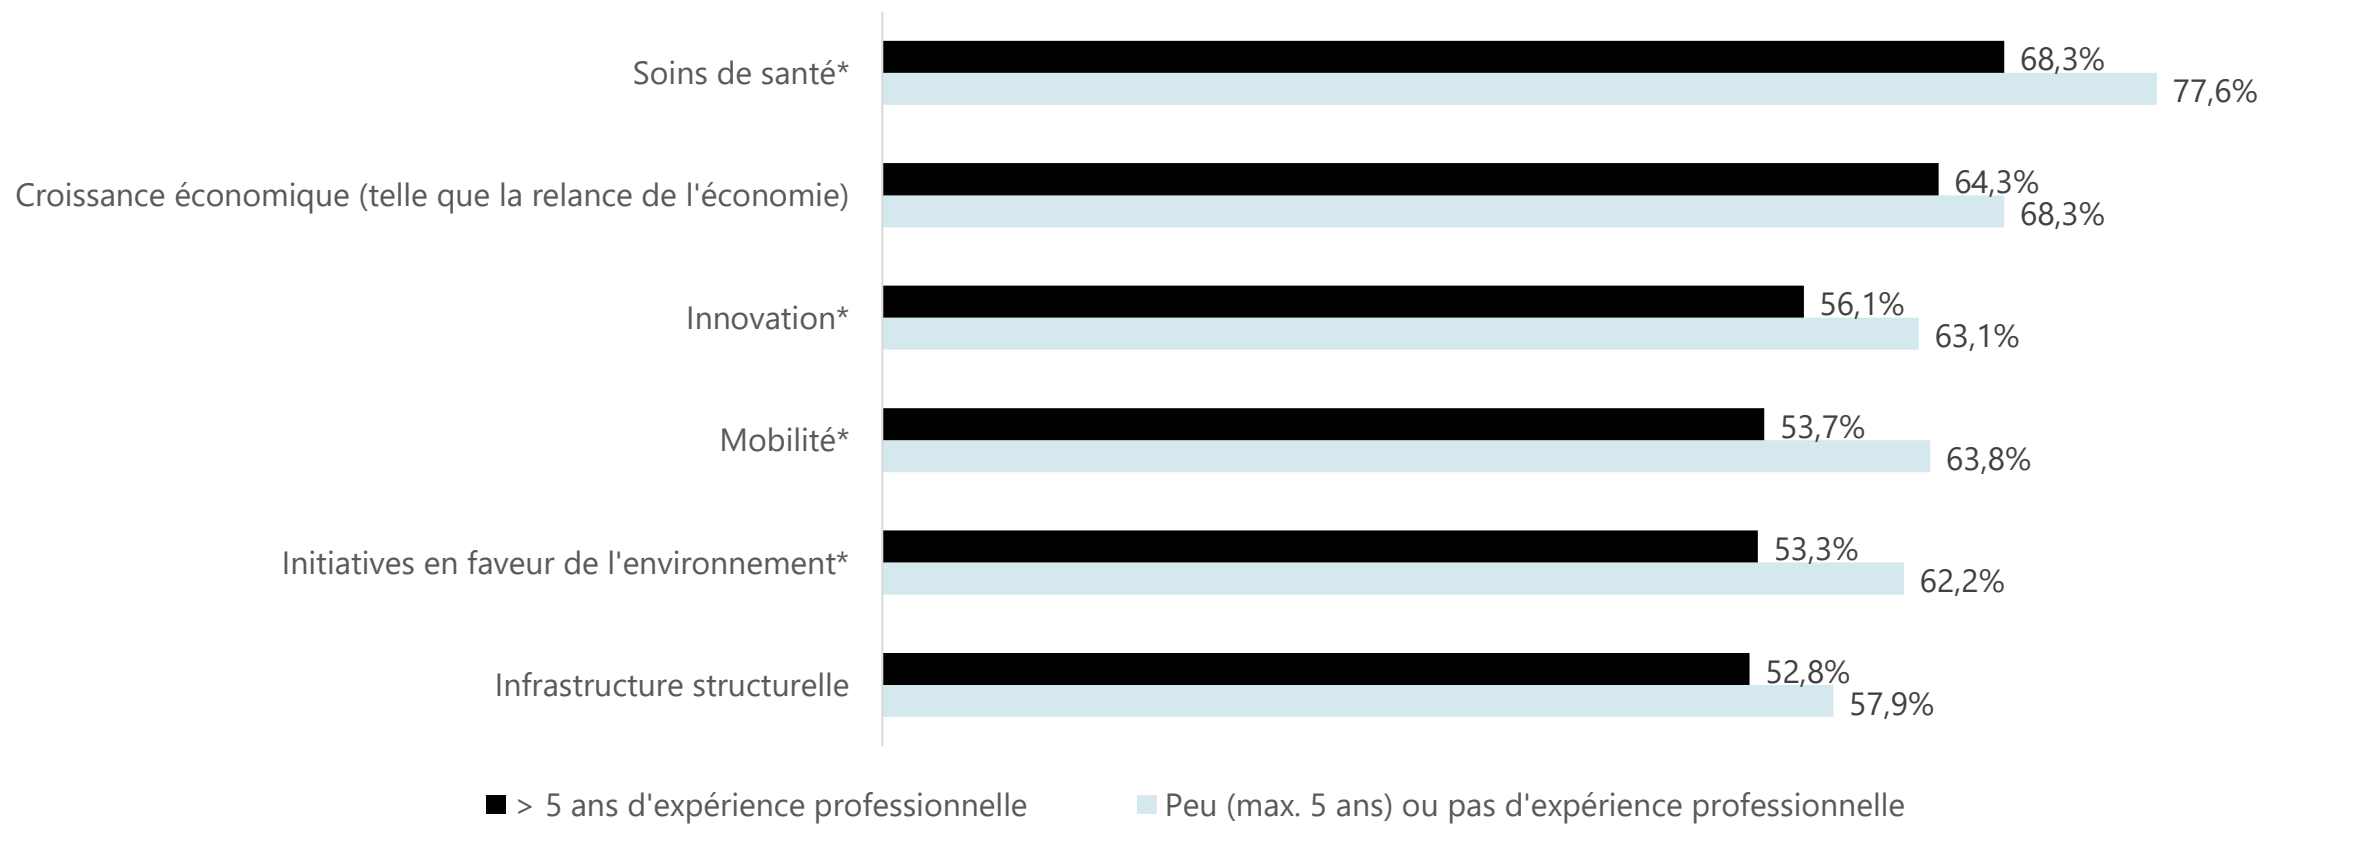 Soins de santé*
68,3%
77,6%
Croissance économique (telle que la relance de l'économie)
64,3%
68,3%
Innovation*
56,1%
63,1%
Mobilité*
53,7%
63,8%
Initiatives en faveur de l'environnement*
53,3%
62,2%
Infrastructure structurelle
52,8%
57,9%
> 5 ans d'expérience professionnelle
Peu (max. 5 ans) ou pas d'expérience professionnelle